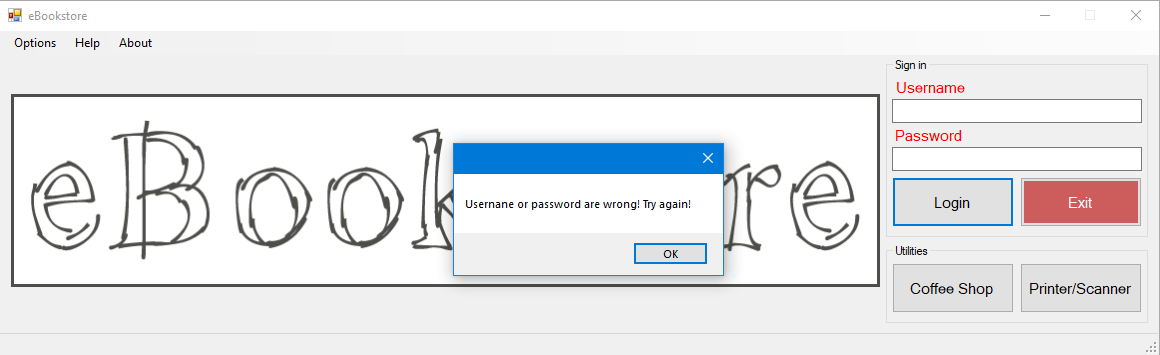 eBookstore
Options Help About
Sign in
Username
Password
Login Exit
eBook re
Usernane or password are wrong! Try again!
OK
Utilities
Coffee Shop Printer/Scanner